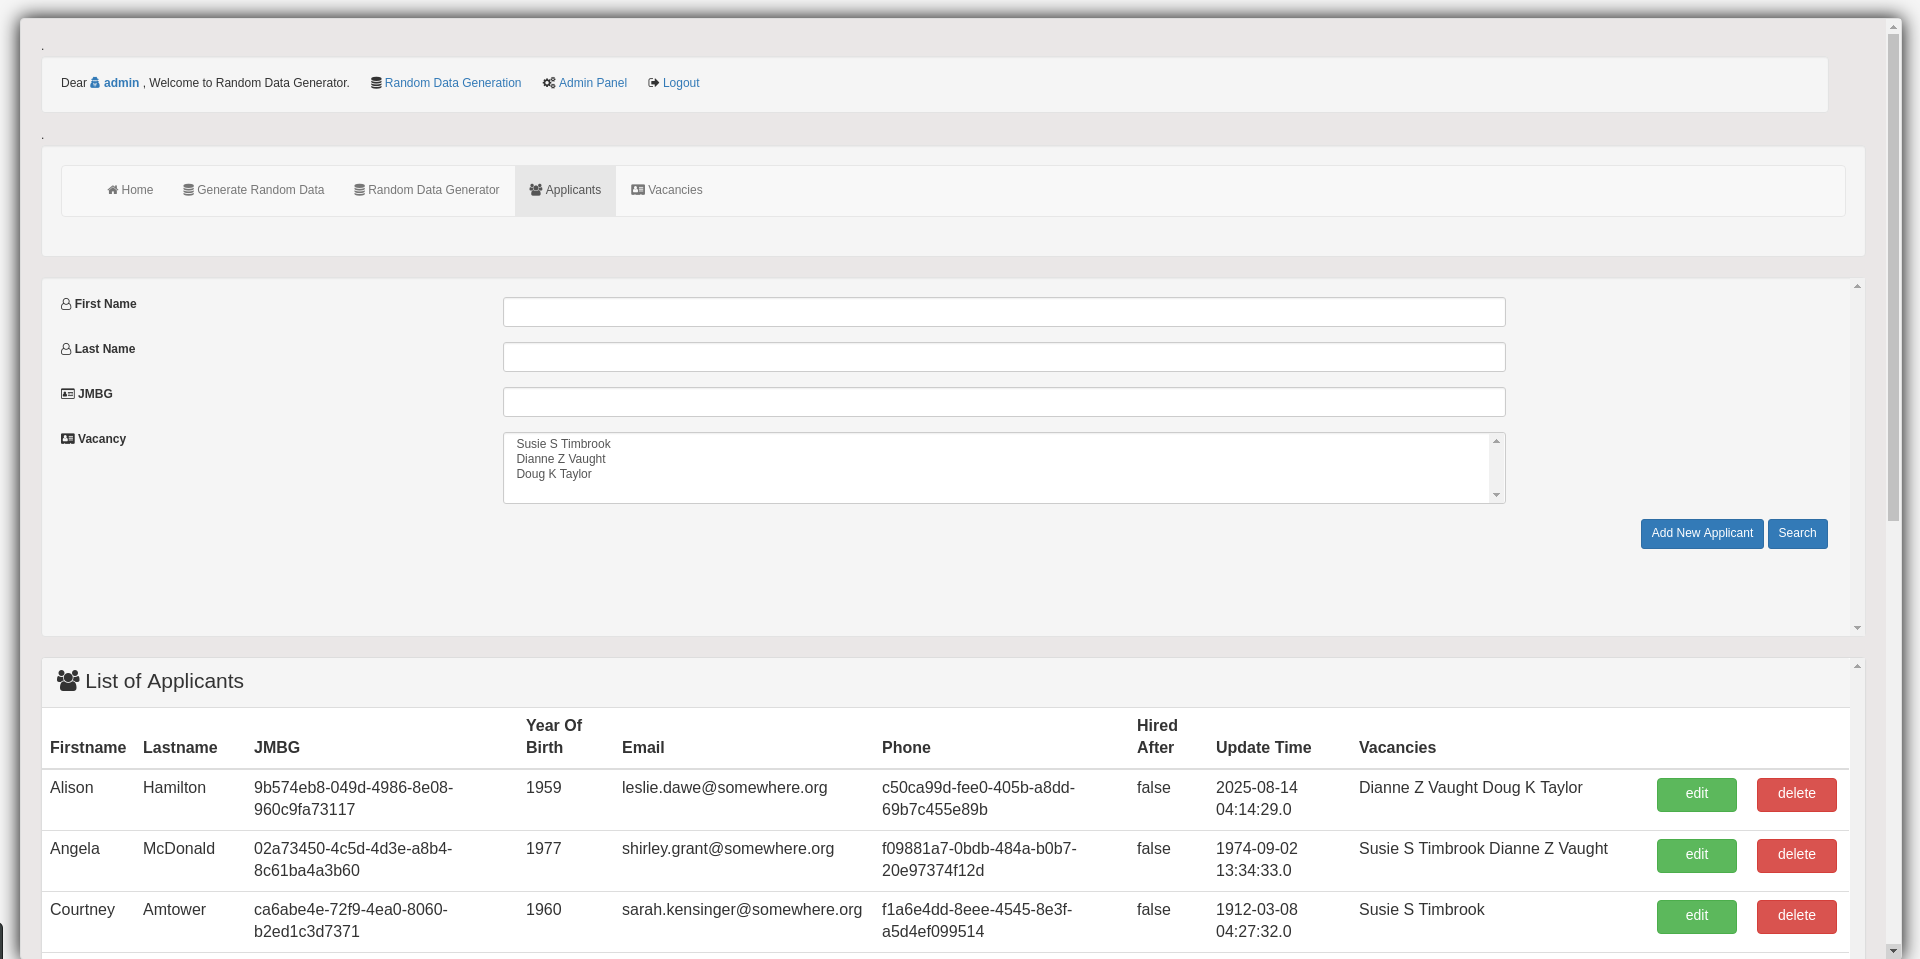 .
Dear admin , Welcome to Random Data Generator. Random Data Generation Admin Panel Logout
.
Home Generate Random Data Random Data Generator Applicants Vacancies
First Name
Last Name
JMBG
Vacancy
Susie S Timbrook
Dianne Z Vaught
Doug K Taylor
Add New Applicant Search
List of Applicants
Firstname Lastname JMBG Year Of Birth Email Phone Hired After Update Time Vacancies
Alison Hamilton 9b574eb8-049d-4986-8e08-960c9fa73117 1959 leslie.dawe@somewhere.org c50ca99d-fee0-405b-a8dd-69b7c455e89b false 2025-08-14 04:14:29.0 Dianne Z Vaught Doug K Taylor edit delete
Angela McDonald 02a73450-4c5d-4d3e-a8b4-8c61ba4a3b60 1977 shirley.grant@somewhere.org f09881a7-0bdb-484a-b0b7-20e97374f12d false 1974-09-02 13:34:33.0 Susie S Timbrook Dianne Z Vaught edit delete
Courtney Amtower ca6abe4e-72f9-4ea0-8060-b2ed1c3d7371 1960 sarah.kensinger@somewhere.org f1a6e4dd-8eee-4545-8e3f-a5d4ef099514 false 1912-03-08 04:27:32.0 Susie S Timbrook edit delete